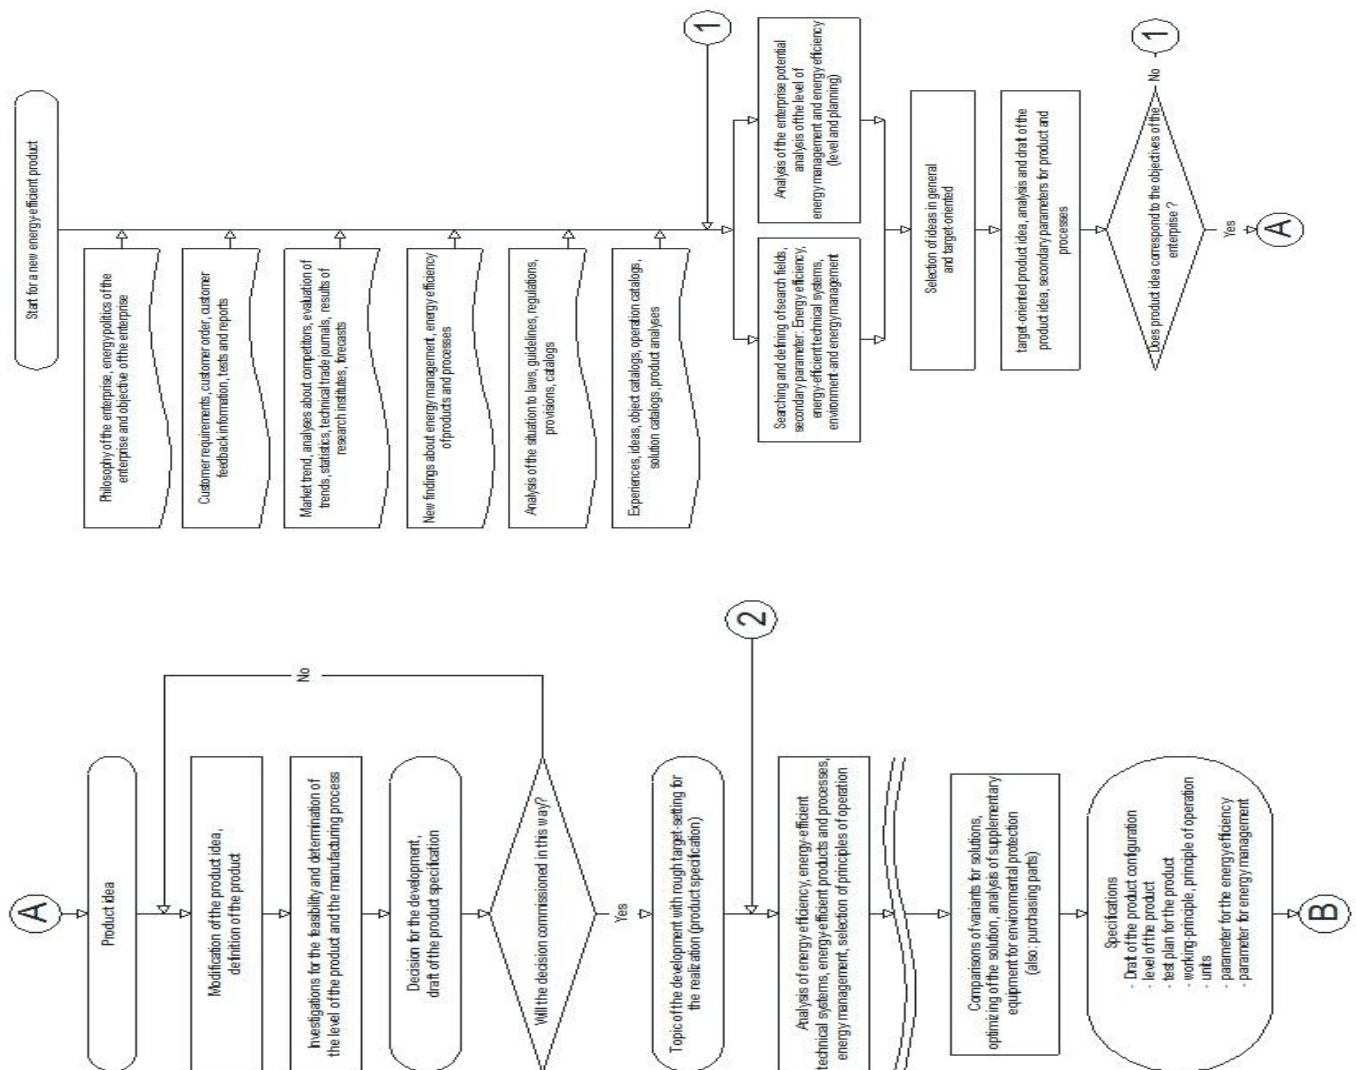 Start for a new energy-efficient product
Philosophy of the enterprise, energy politics of the
enterprise and objective of the enterprise
Customer requirements, customer order, customer
feedback information, tests and reports
Market trend, analyses about competitors, evaluation of
trends, statistics, technical trade journals, results of
research institutes, forecasts
New findings about energy management, energy efficiency
of products and processes
Analysis of the situation to laws, guidelines, regulations,
provisions, catalogs
Experiences, ideas, object catalogs, operation catalogs,
solution catalogs, product analyses
1
Searching and defining of search fields,
secondary parameter: Energy efficiency,
energy-efficient technical systems,
environment-and energy management
Analysis of the enterprise potential
analysis of the level of
energy management and energy efficiency
(level and planning)
Selection of ideas in general
and target-oriented
target-oriented product idea, analysis and draft of the
product idea, secondary parameters for product and
processes
Does product idea correspond to the objectives of the
enterprise ?
No
1
Yes
A
A
Product idea
Modification of the product idea,
definition of the product
Investigations for the feasibility and determination of
the level of the product and the manufacturing process
Decision for the development,
draft of the product specification
Will the decision commissioned in this way?
No
Yes
Topic of the development with rough target-setting for
the realization (product specification)
2
Analysis of energy efficiency, energy-efficient
technical systems, energy-efficient products and processes,
energy management, selection of principles of operation
Comparisons of variants for solutions,
optimizing of the solution, analysis of supplementary
equipment for environmental protection
(also: purchasing parts)
Specifications
- Draft of the product configuration
- level of the product
- test plan for the product
- working-principle, principle of operation
- units
- parameter for the energy efficiency
- parameter for energy management
B